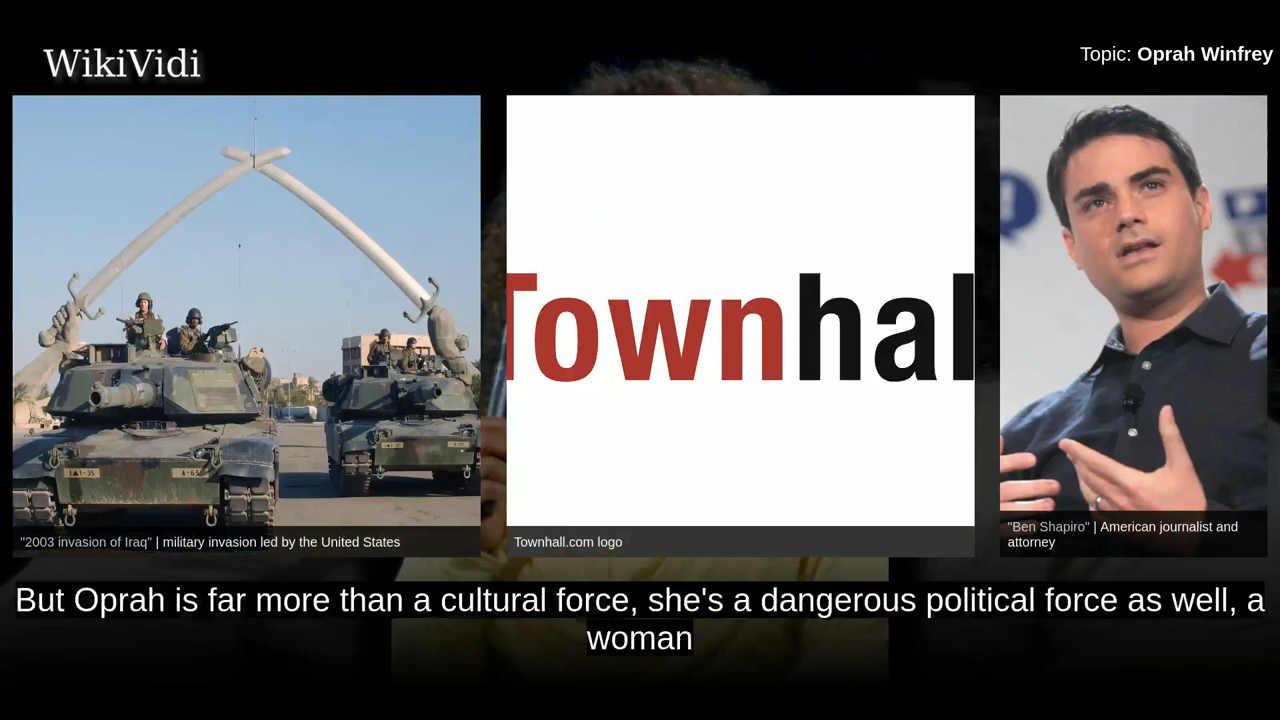 WikiVidi
Topic: Oprah Winfrey
Townhal
"2003 invasion of Iraq" | military invasion led by the United States
Townhall.com logo
"Ben Shapiro" | American journalist and
attorney
But Oprah is far more than a cultural force, she's a dangerous political force as well, a
woman